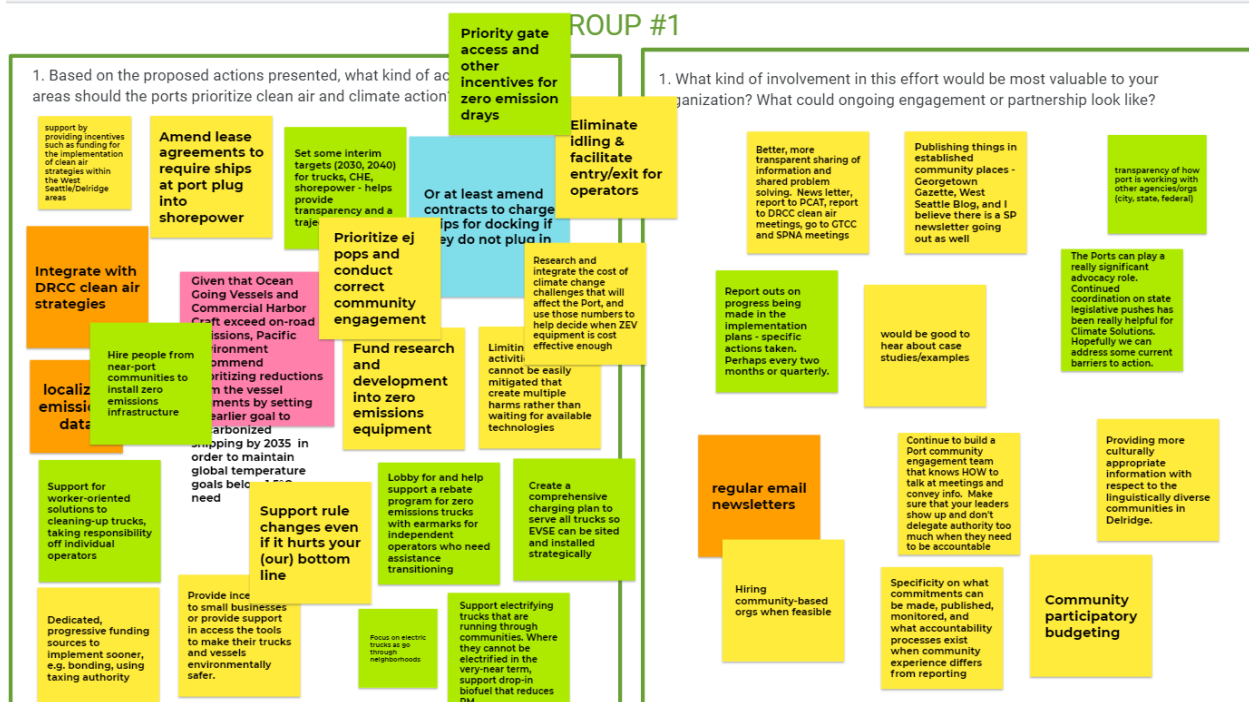 ROUP #1
1. Based on the proposed actions presented, what kind of
areas should the ports prioritize clean air and climate action?
Priority gate
access and
other
incentives for
zero emission
drays
support by
providing incentives
such as funding for
the implementation
of clean air
strategies within the
West
Seattle/Delridge
areas
Amend lease
agreements to
require ships
at port plug
into
shorepower
Set some interim
targets (2030, 2040)
for trucks, CHE,
shorepower - helps
provide
transparency and a
Or at least amend
contracts to charge
for docking if
do not plug in
Eliminate
idling &
facilitate
entry/exit for
operators
Integrate with
DRCC clean air
strategies
Given that Ocean
Going Vessels and
Commercial Harbor
Craft exceed on-road
Pacific
reductions
the vessel
by setting
earlier goal to
shipping by 2035 in
order to maintain
global temperature
goals
need
Prioritize ej
pops and
conduct
correct
community
engagement
Research and
integrate the cost of
climate change
challenges that
will affect the Port, and
use those numbers to
help decide when ZEV
equipment is cost
effective enough
Hire people from
near-port
communities to
install zero
emissions
infrastructure
data
Fund research
and
development
into zero
emissions
equipment
cannot be easily
mitigated that
create multiple
harms rather than
waiting for available
technologies
Support for
worker-oriented
solutions to
cleaning-up trucks,
taking responsibility
off individual
operators
Support rule
changes even
if it hurts your
(our) bottom
line
Lobby for and help
support a rebate
program for zero
emissions trucks
with earmarks for
independent
operators who need
assistance
transitioning
Create a
comprehensive
charging plan to
serve all trucks so
EVSE can be sited
and installed
strategically
Dedicated,
progressive funding
sources to
implement sooner,
e.g. bonding, using
taxing authority
Provide
to small businesses
or provide support
in access the tools
to make their trucks
and vessels
environmentally
safer.
Focus on electric
trucks as go
through
neighborhoods
Support electrifying
trucks that are
running through
communities. Where
they cannot be
electrified in the
very-near term,
support drop-in
biofuel that reduces
1. What kind of involvement in this effort would be most valuable to your
ganization? What could ongoing engagement or partnership look like?
Better, more
transparent sharing of
information and
shared problem
solving. News letter,
report to PCAT, report
to DRCC clean air
meetings, go to GTCC
and SPNA meetings
Publishing things in
established
community places -
Georgetown
Gazette, West
Seattle Blog, and I
believe there is a SP
newsletter going
out as well
transparency of how
port is working with
other agencies/orgs
(city, state, federal)
Report outs on
progress being
made in the
implementation
plans - specific
actions taken.
Perhaps every two
months or quarterly.
would be good to
hear about case
studies/examples
The Ports can play a
really significant
advocacy role.
Continued
coordination on state
legislative pushes has
been really helpful for
Climate Solutions.
Hopefully we can
address some current
barriers to action.
regular email
newsletters
Continue to build a
Port community
engagement team
that knows HOW to
talk at meetings and
convey info. Make
sure that your leaders
show up and don't
delegate authority too
much when they need
to be accountable
Providing more
culturally
appropriate
information with
respect to the
linguistically diverse
communities in
Delridge.
Hiring
community-based
orgs when feasible
Specificity on what
commitments can
be made, published,
monitored, and
what accountability
processes exist
when community
experience differs
from reporting
Community
participatory
budgeting